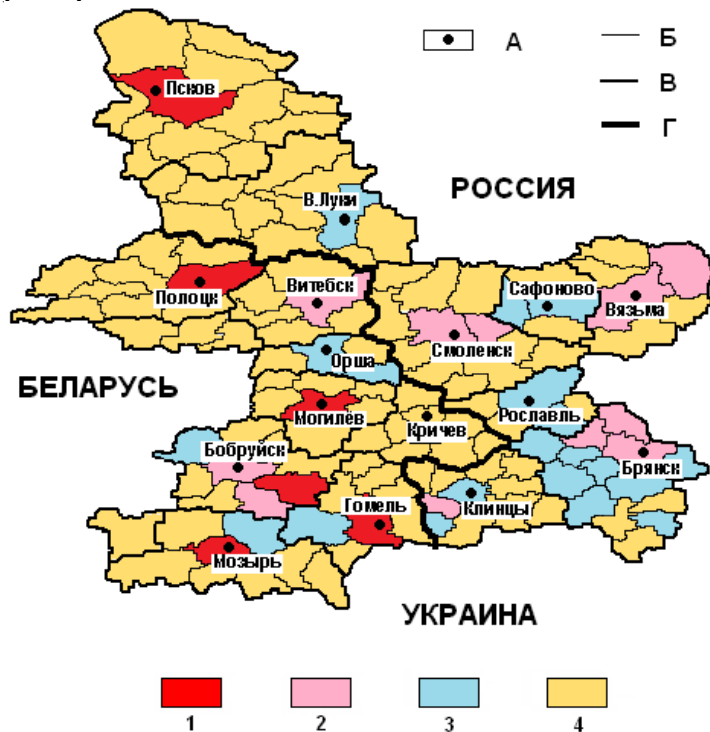 А
Б
В
Г
Псков
РОССИЯ
В.Луки
Полоцк
Витебск
Сафоново
Вязьма
Смоленск
Орша
БЕЛАРУСЬ
Могилёв
Кричев
Рославль
Бобруйск
Брянск
Гомель
Клинцы
Мозырь
УКРАИНА
1 2 3 4